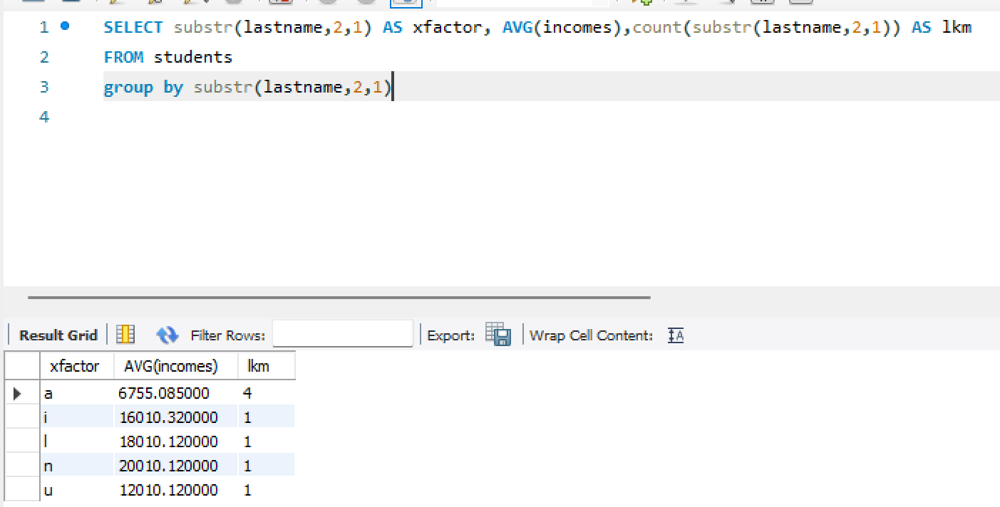 1 SELECT substr(lastname,2,1) AS xfactor, AVG(incomes),count(substr(lastname,2,1)) AS lkm
2 FROM students
3 group by substr(lastname,2,1)
4
Result Grid Filter Rows: Export: Wrap Cell Content: IA
xfactor AVG(incomes) lkm
a 6755.085000 4
i 16010.320000 1
l 18010.120000 1
n 20010.120000 1
u 12010.120000 1